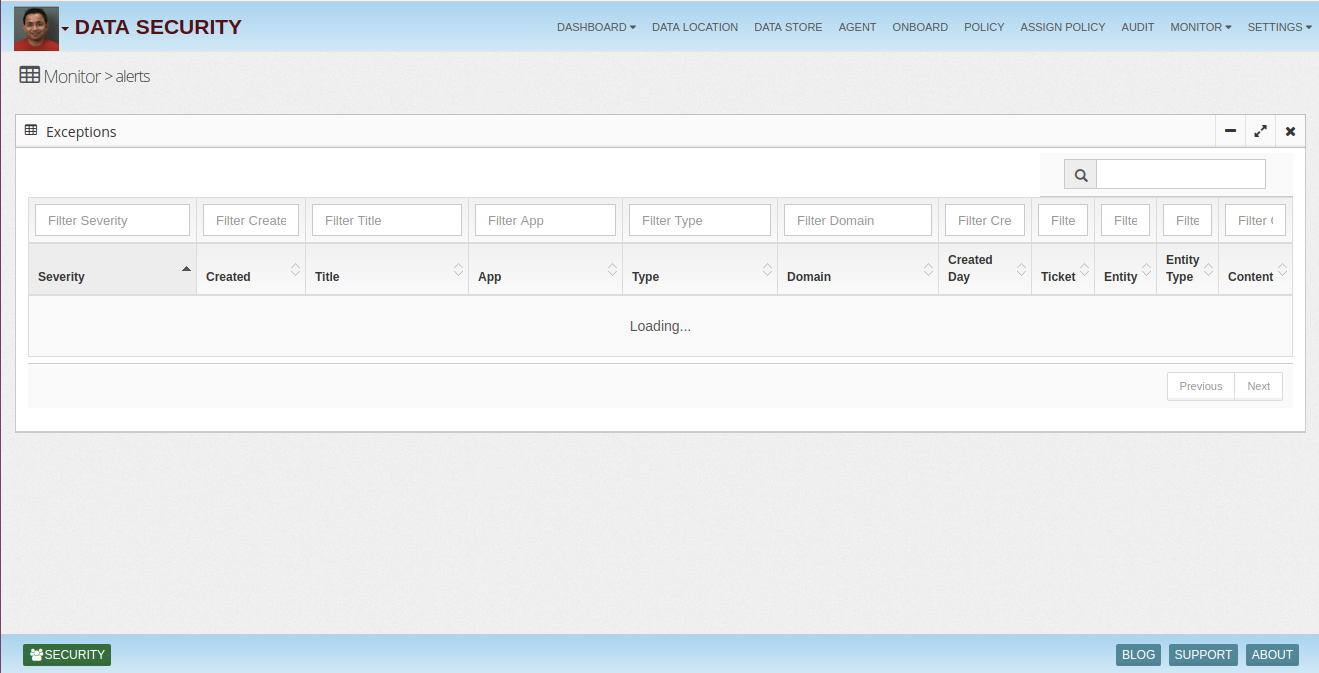 DATA SECURITY
DASHBOARD DATA LOCATION DATA STORE AGENT ONBOARD POLICY ASSIGN POLICY AUDIT MONITOR SETTINGS
Monitor > alerts
Exceptions
Filter Severity Filter Create Filter Title Filter App Filter Type Filter Domain Filter Cre Filte Filte Filte Filter C
Severity Created Title App Type Domain Created Day Ticket Entity Entity Type Content
Loading...
Previous Next
SECURITY BLOG SUPPORT ABOUT